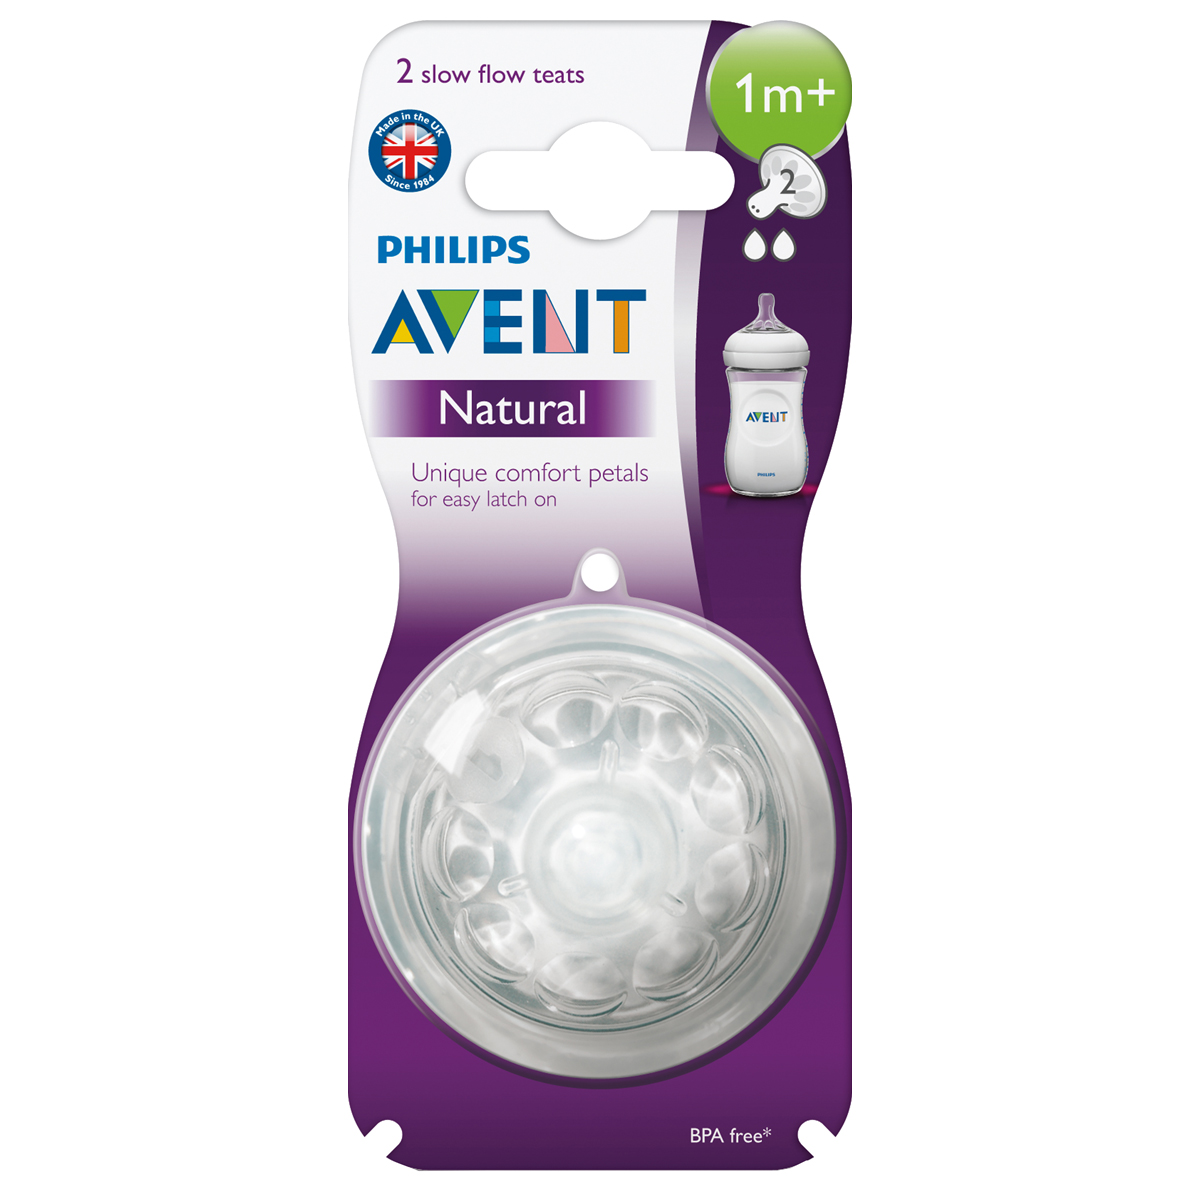 2 slow flow teats
1m+
Made in the UK
Since 1984
2
PHILIPS
AVENT
Natural
AVENT
PHILIPS
Unique comfort petals
for easy latch on
BPA free*